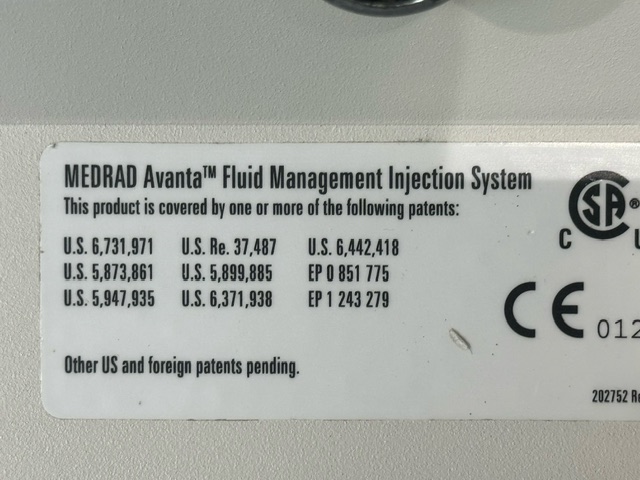 MEDRAD Avanta™ Fluid Management Injection System
This product is covered by one or more of the following patents:
U.S. 6,731,971 U.S. Re. 37,487 U.S. 6,442,418
U.S. 5,873,861 U.S. 5,899,885 EP 0 851 775
U.S. 5,947,935 U.S. 6,371,938 EP 1 243 279
Other US and foreign patents pending.
SA ®
C
CE 012
202752 Re